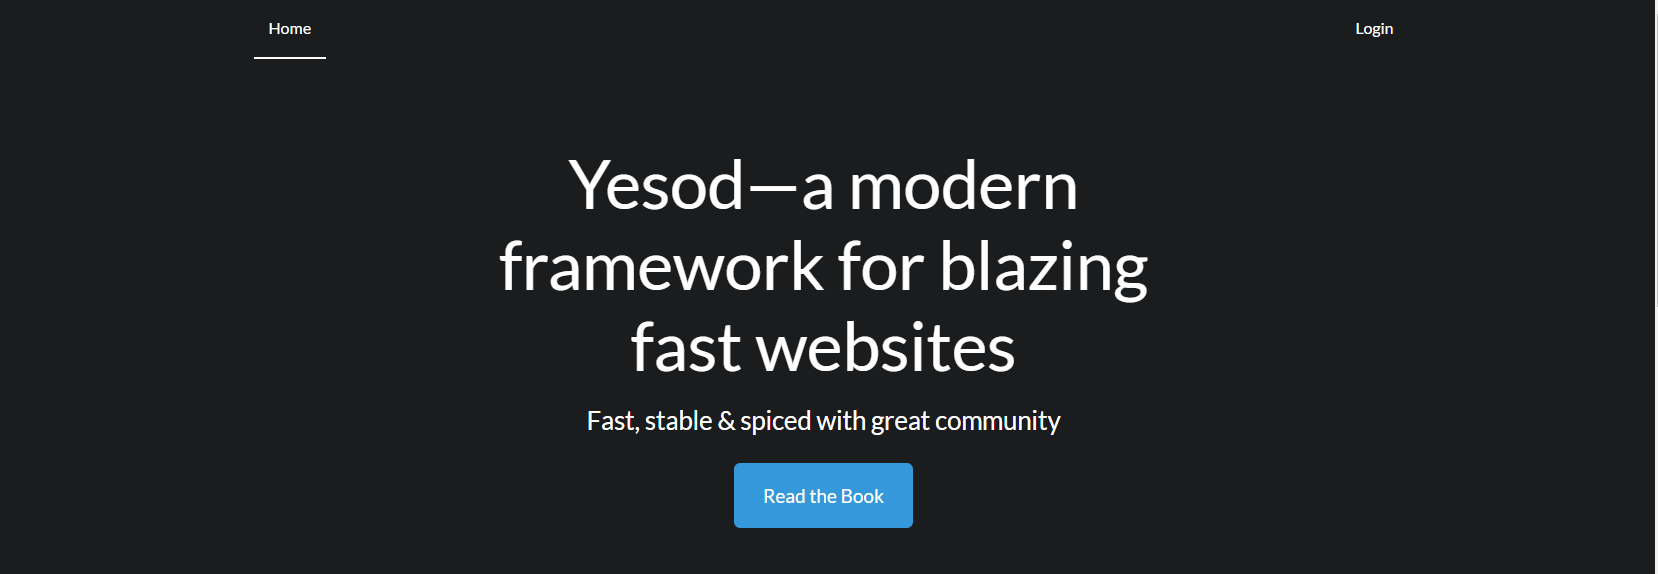 Home
Login
Yesod—a modern
framework for blazing
fast websites
Fast, stable & spiced with great community
Read the Book